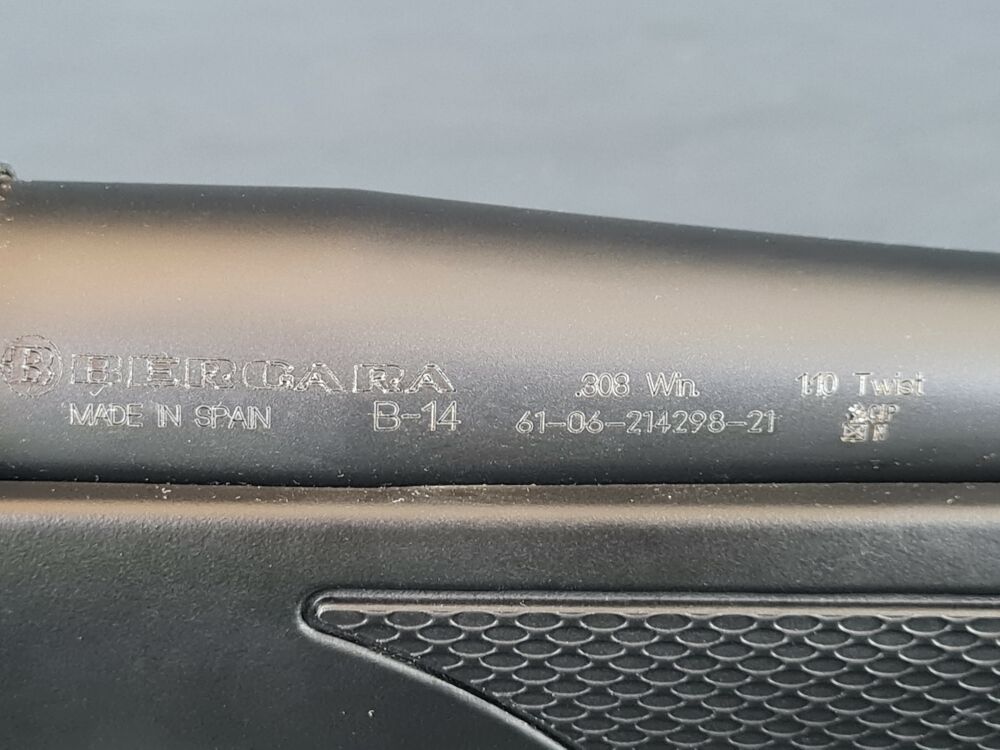 B BERGARA
MADE IN SPAIN
B-14
.308 Win.
61-06-214298-21
1:10 Twist